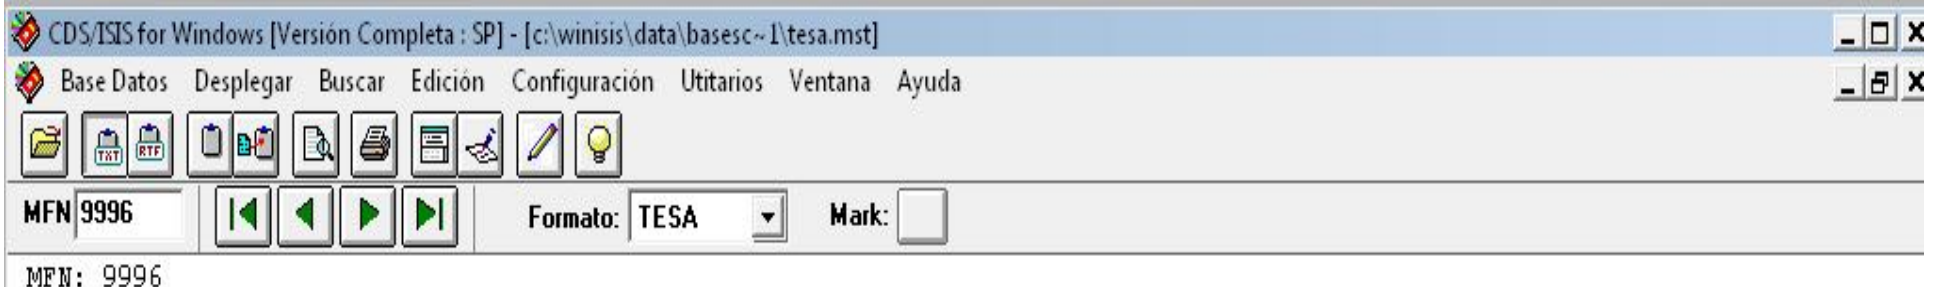 CDS/ISIS for Windows [Versión Completa : SP] - [c:\winisis\data\basesc~1\tesa.mst]
Base Datos Desplegar Buscar Edición Configuración Utitarios Ventana Ayuda
TXT RTF
MFN 9996 Formato: TESA Mark:
MFN: 9996